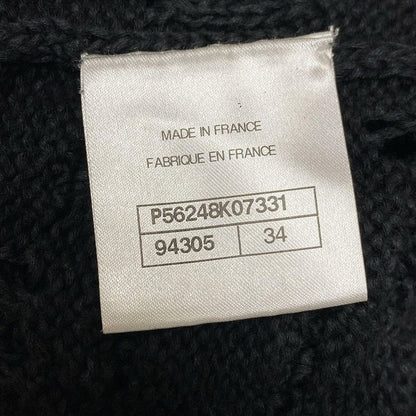 MADE IN FRANCE
FABRIQUE EN FRANCE
P56248K07331
94305 34